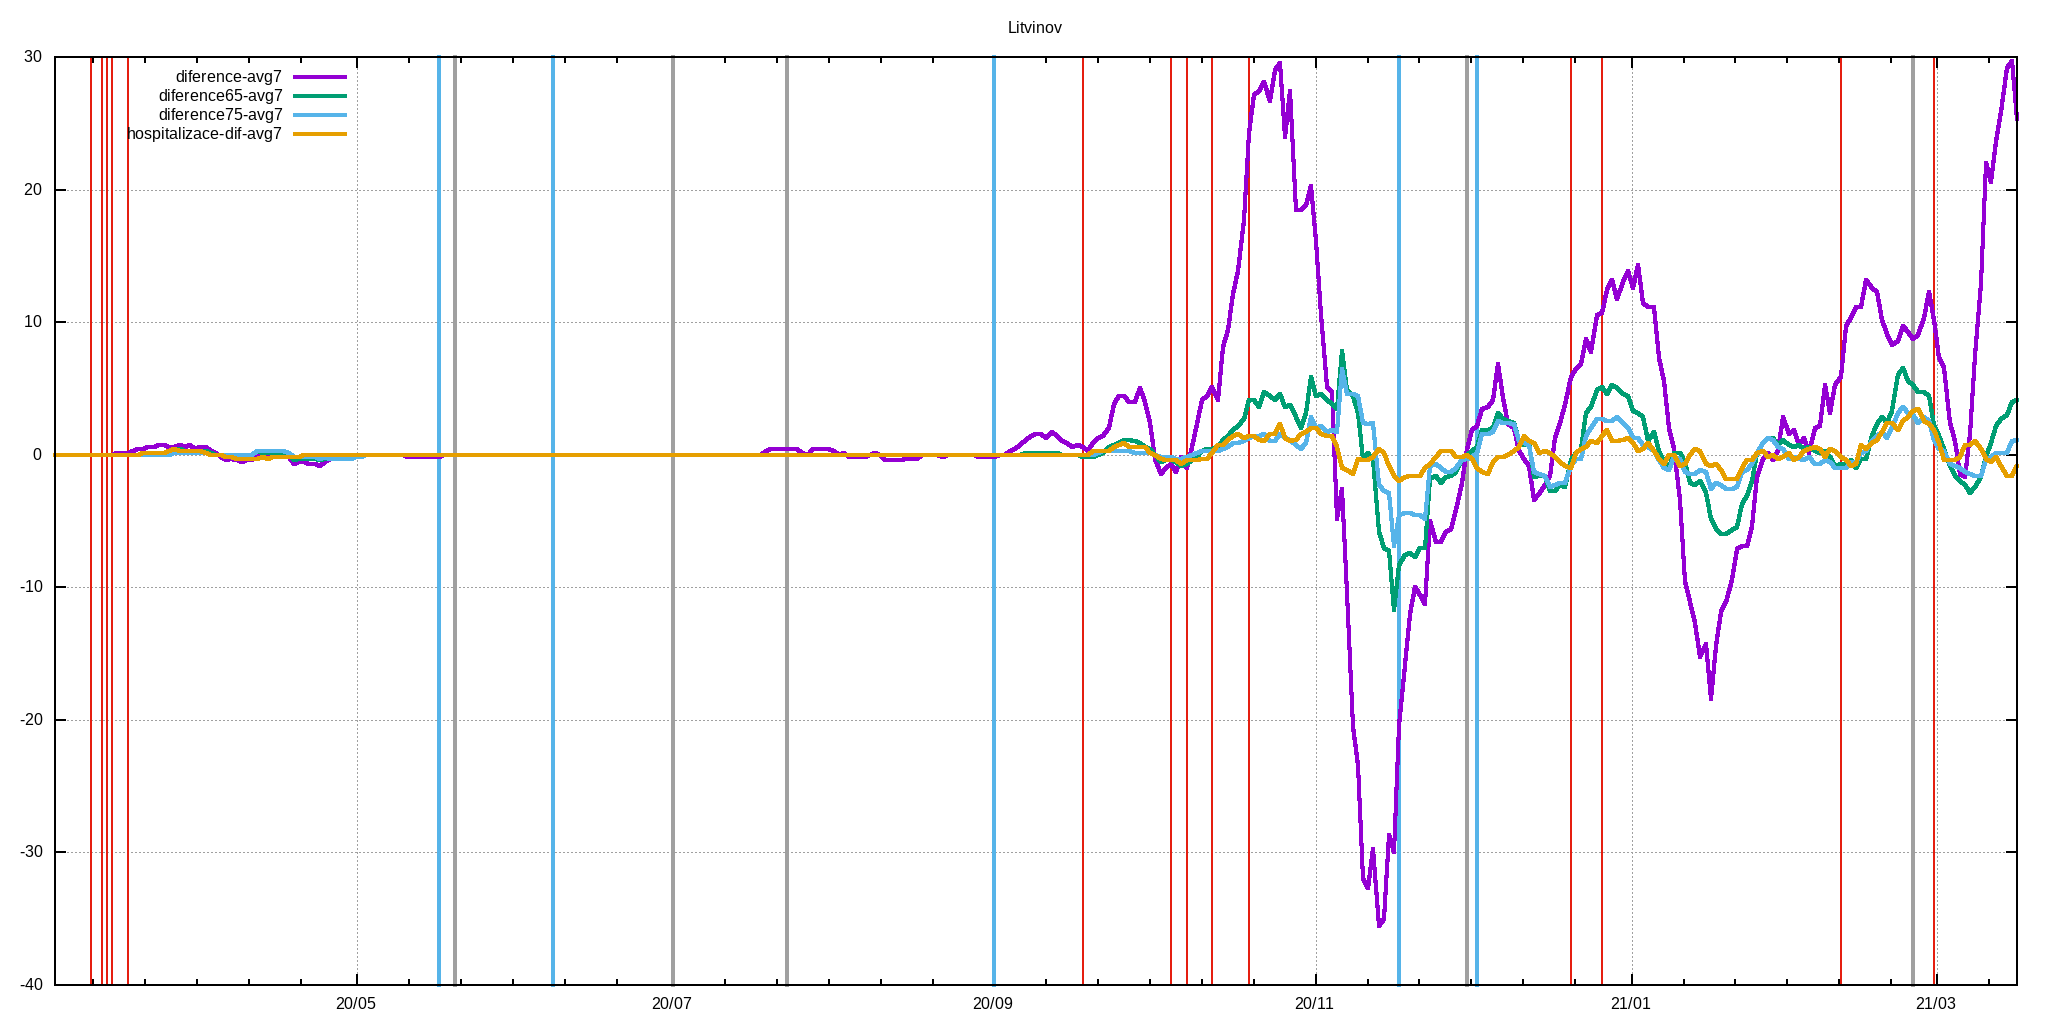 Litvinov
diference-avg7
diference65-avg7
diference75-avg7
hospitalizace-dif-avg7
30
20
10
0
-10
-20
-30
-40
20/05 20/07 20/09 20/11 21/01 21/03